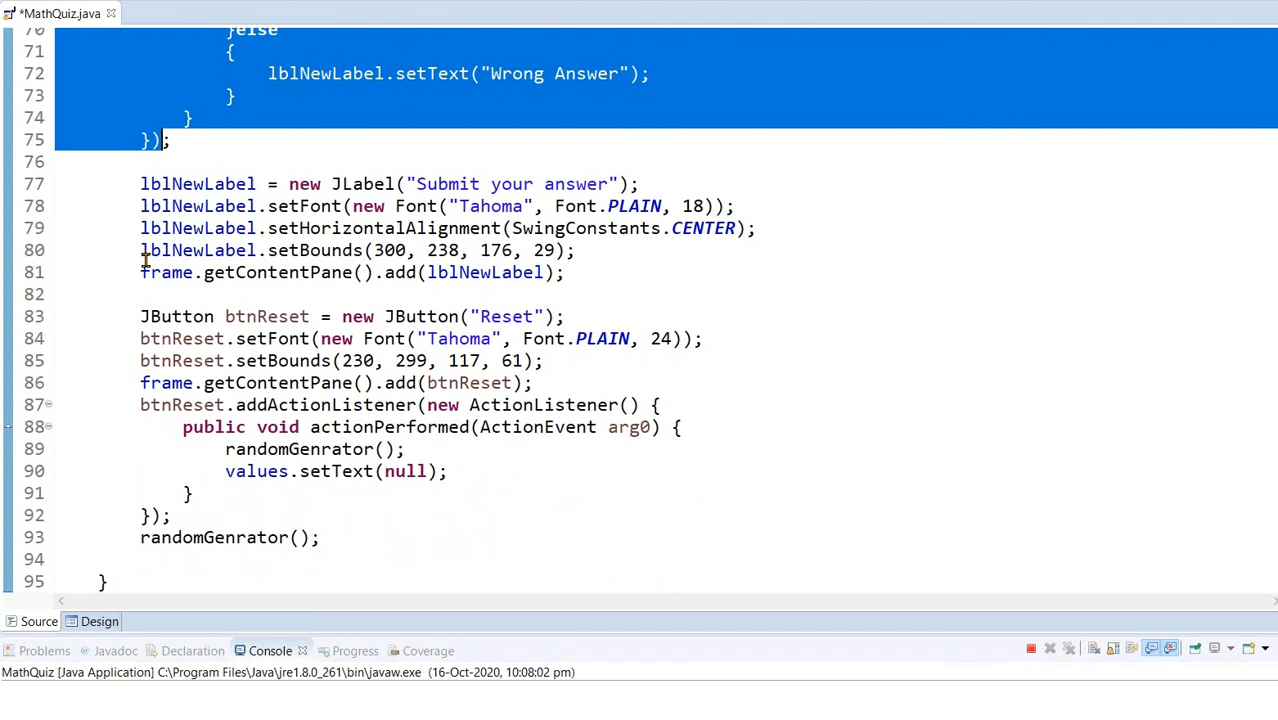 *MathQuiz.java
70 }else
71 {
72 lblNewLabel.setText("Wrong Answer");
73 }
74 }
75 });
76
77 lblNewLabel = new JLabel("Submit your answer");
78 lblNewLabel.setFont(new Font("Tahoma", Font.PLAIN, 18));
79 lblNewLabel.setHorizontalAlignment(SwingConstants.CENTER);
80 lblNewLabel.setBounds(300, 238, 176, 29);
81 frame.getContentPane().add(lblNewLabel);
82
83 JButton btnReset = new JButton("Reset");
84 btnReset.setFont(new Font("Tahoma", Font.PLAIN, 24));
85 btnReset.setBounds(230, 299, 117, 61);
86 frame.getContentPane().add(btnReset);
87 btnReset.addActionListener(new ActionListener() {
88 public void actionPerformed(ActionEvent arg0) {
89 randomGenrator();
90 values.setText(null);
91 }
92 });
93 randomGenrator();
94
95 }
Source Design
Problems Javadoc Declaration Console Progress Coverage
MathQuiz [Java Application] C:\Program Files\Java\jre1.8.0_261\bin\javaw.exe (16-Oct-2020, 10:08:02 pm)